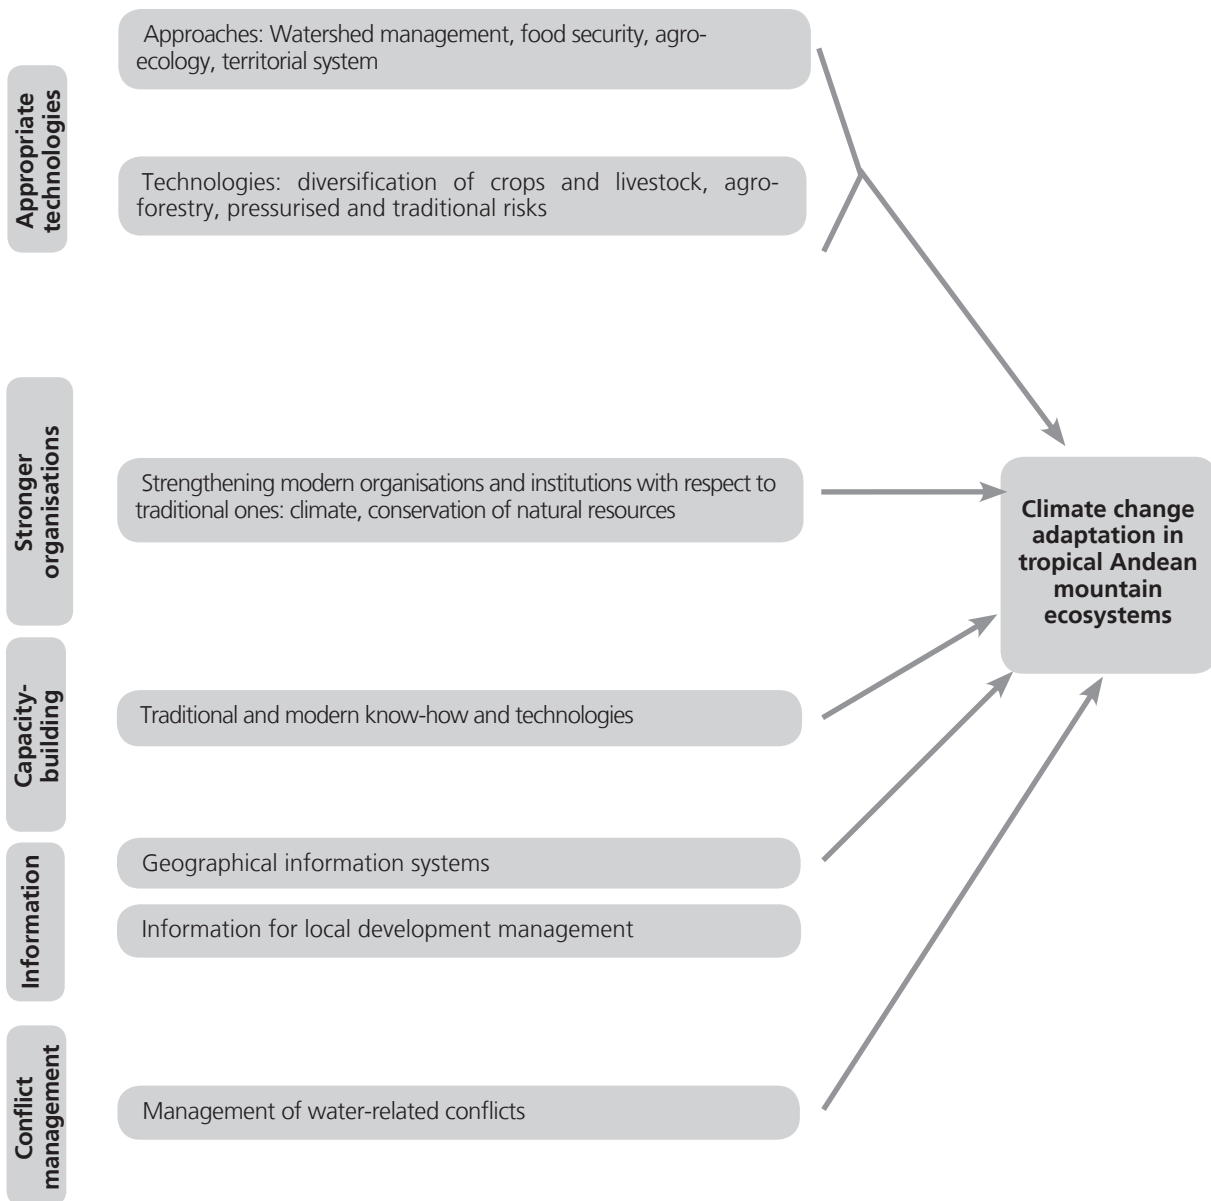 Appropriate
technologies
Approaches: Watershed management, food security, agro-
ecology, territorial system
Technologies: diversification of crops and livestock, agro-
forestry, pressurised and traditional risks
Stronger
organisations
Strengthening modern organisations and institutions with respect to
traditional ones: climate, conservation of natural resources
Capacity-
building
Traditional and modern know-how and technologies
Information
Geographical information systems
Information for local development management
Conflict
management
Management of water-related conflicts
Climate change
adaptation in
tropical Andean
mountain
ecosystems